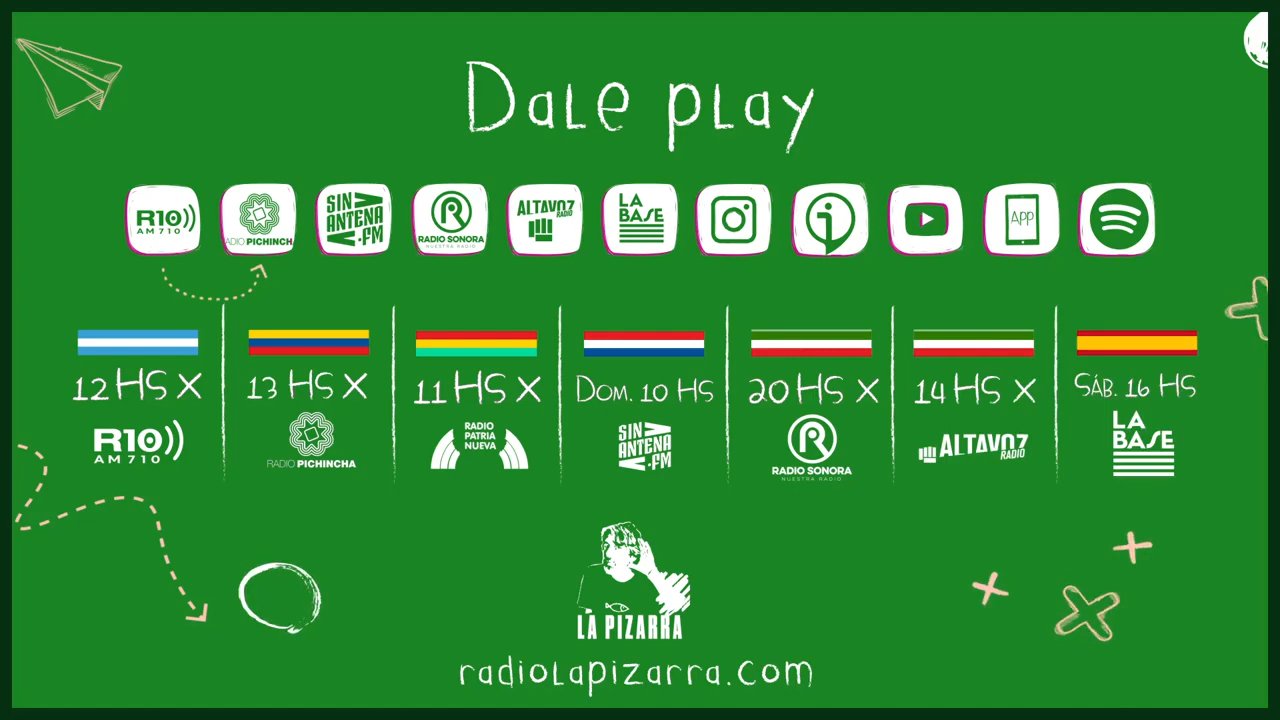 Dale play
R10
AM 710
ADIO PICHINCH
SIN
ANTENA
.FM
RADIO SONORA
NUESTRA RADIO
ALTAVOZ
RADIO
LA
BASE
APP
12 HS X
R10
AM 710
13 HS X
RADIO PICHINCHA
11 HS X
RADIO
PATRIA
NUEVA
DOM. 10 HS
SIN
ANTENA
.FM
20 HS X
RADIO SONORA
NUESTRA RADIO
14 HS X
ALTAVOZ
RADIO
SÁB. 16 HS
LA
BASE
LA PIZARRA
radiolapizarra.com